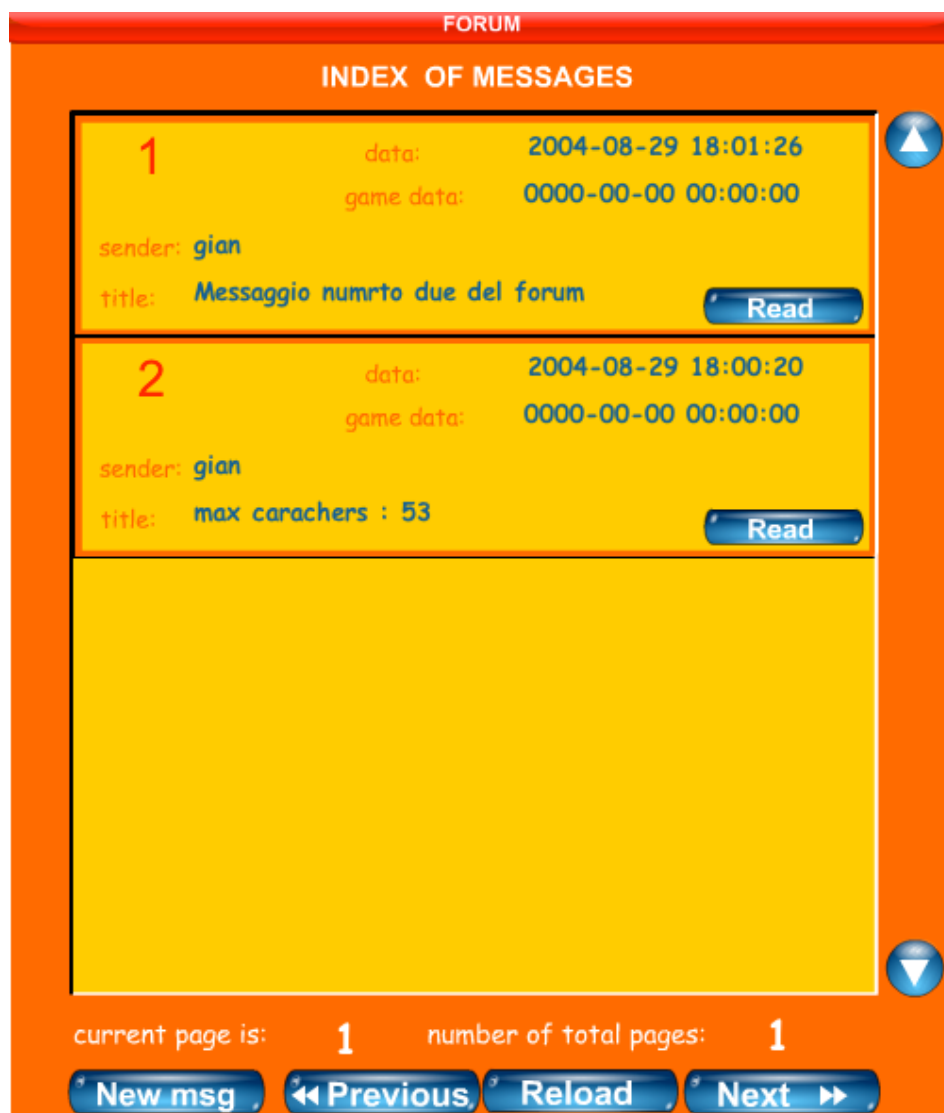 FORUM
INDEX OF MESSAGES
1 data: 2004-08-29 18:01:26
game data: 0000-00-00 00:00:00
sender: gian
title: Messaggio numrto due del forum
Read
2 data: 2004-08-29 18:00:20
game data: 0000-00-00 00:00:00
sender: gian
title: max carachers : 53
Read
current page is: 1 number of total pages: 1
New msg Previous Reload Next